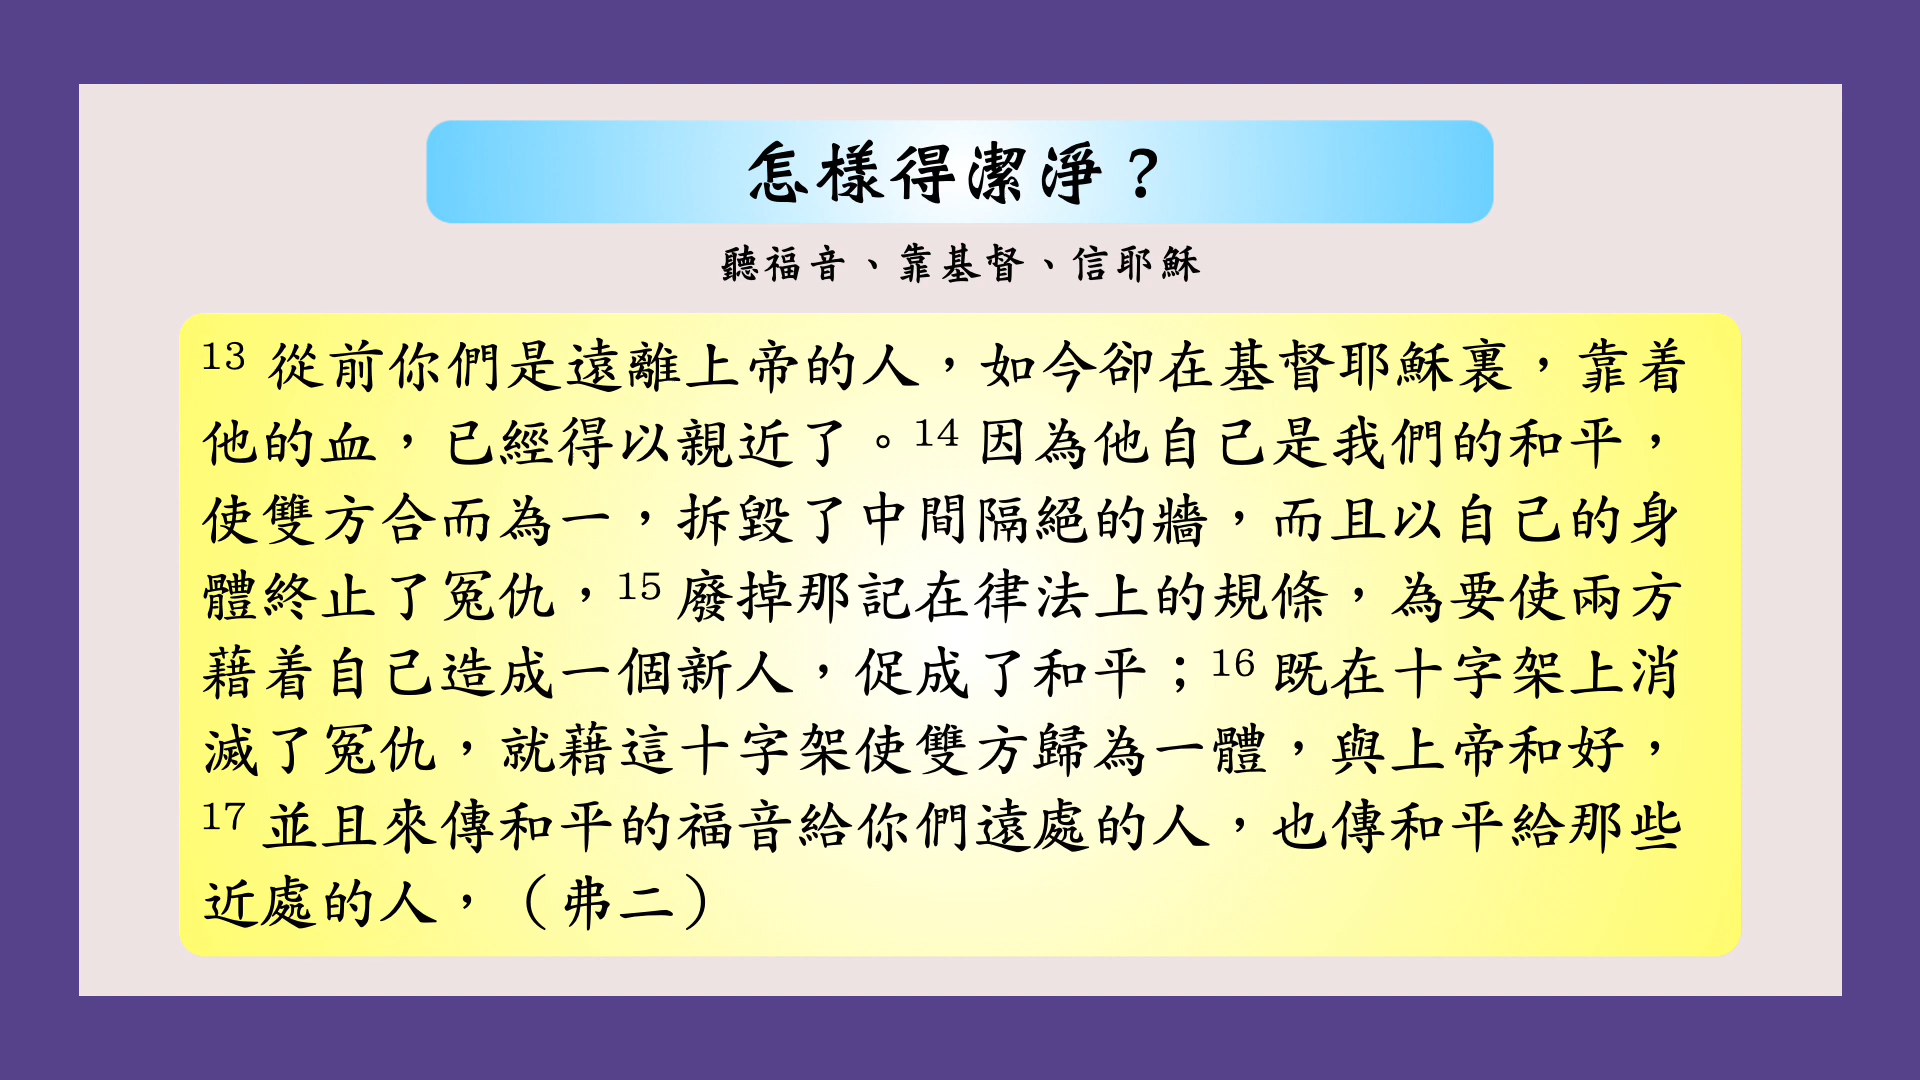 怎樣得潔淨？
聽福音、靠基督、信耶穌
13 從前你們是遠離上帝的人，如今卻在基督耶穌裏，靠着
他的血，已經得以親近了。14 因為他自己是我們的和平，
使雙方合而為一，拆毀了中間隔絕的牆，而且以自己的身
體終止了冤仇，15 廢掉那記在律法上的規條，為要使兩方
藉着自己造成一個新人，促成了和平；16 既在十字架上消
滅了冤仇，就藉這十字架使雙方歸為一體，與上帝和好，
17 並且來傳和平的福音給你們遠處的人，也傳和平給那些
近處的人，（弗二）